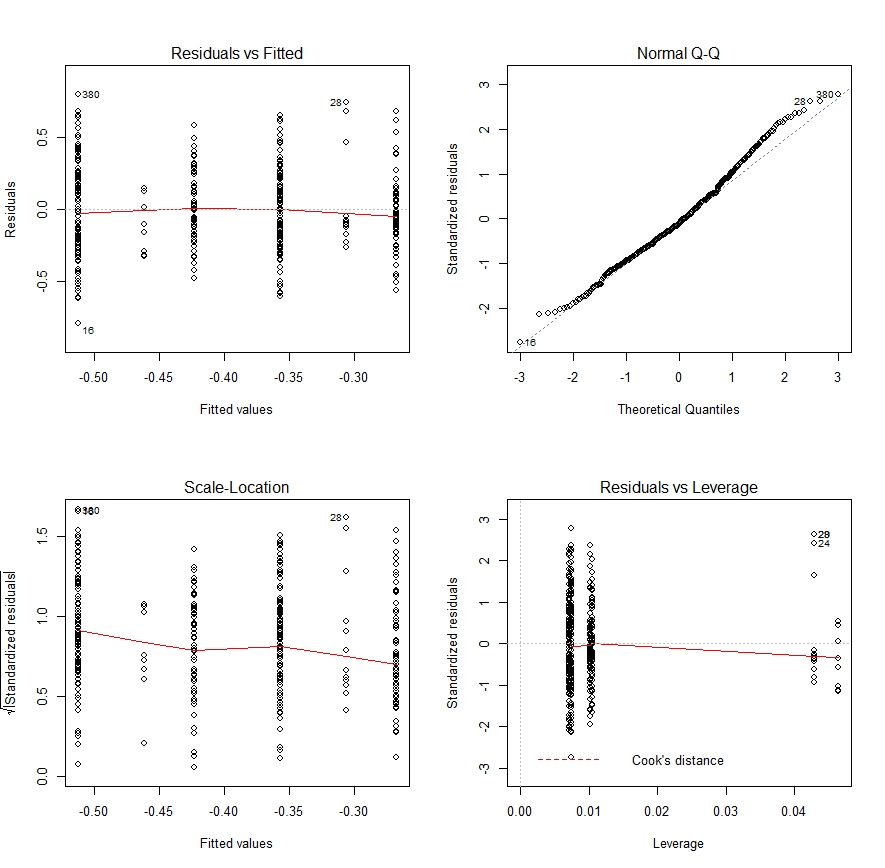 Residuals vs Fitted
Residuals
0.5
0.0
-0.5
380
28
16
-0.50 -0.45 -0.40 -0.35 -0.30
Fitted values
Normal Q-Q
Standardized residuals
3
2
1
0
-1
-2
28
380
16
-3 -2 -1 0 1 2 3
Theoretical Quantiles
Scale-Location
√|Standardized residuals|
1.5
1.0
0.5
0.0
380
28
-0.50 -0.45 -0.40 -0.35 -0.30
Fitted values
Residuals vs Leverage
Standardized residuals
3
2
1
0
-1
-2
-3
24
Cook's distance
0.00 0.01 0.02 0.03 0.04
Leverage